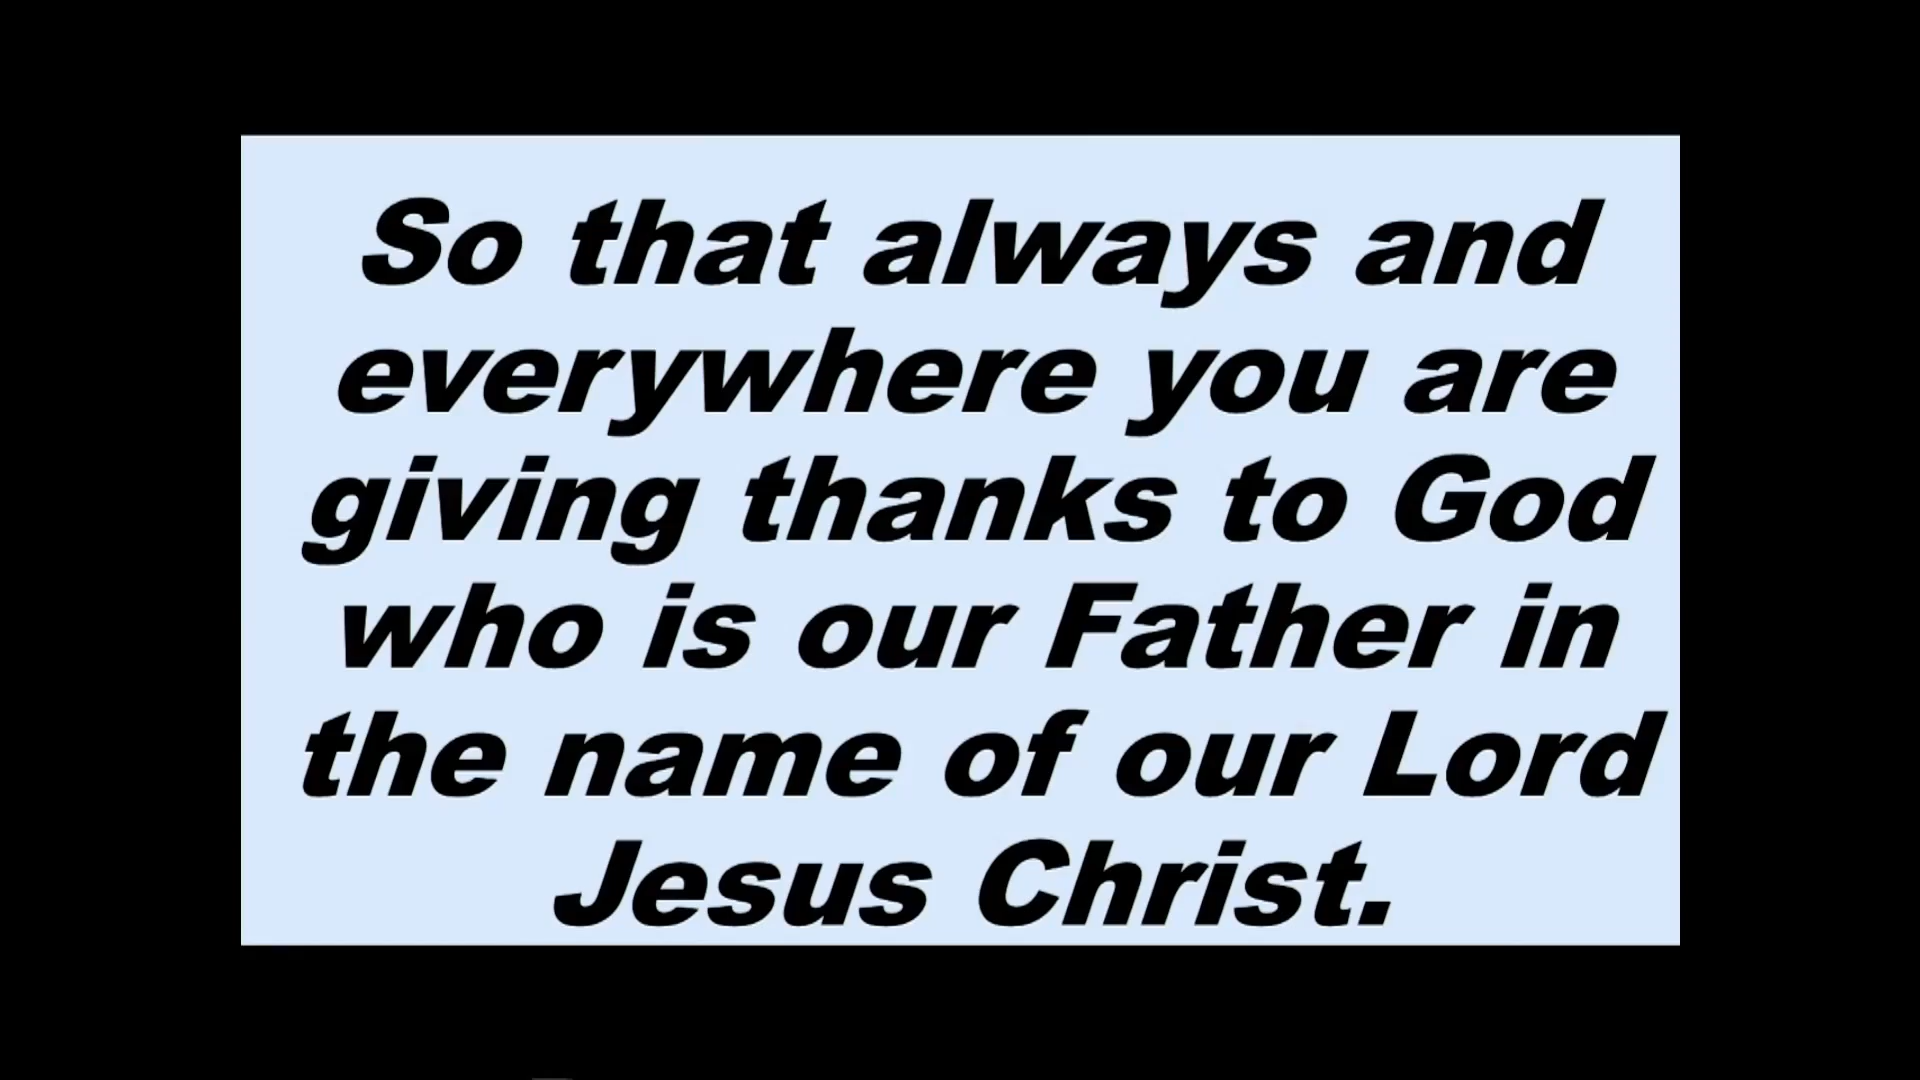 So that always and
everywhere you are
giving thanks to God
who is our Father in
the name of our Lord
Jesus Christ.